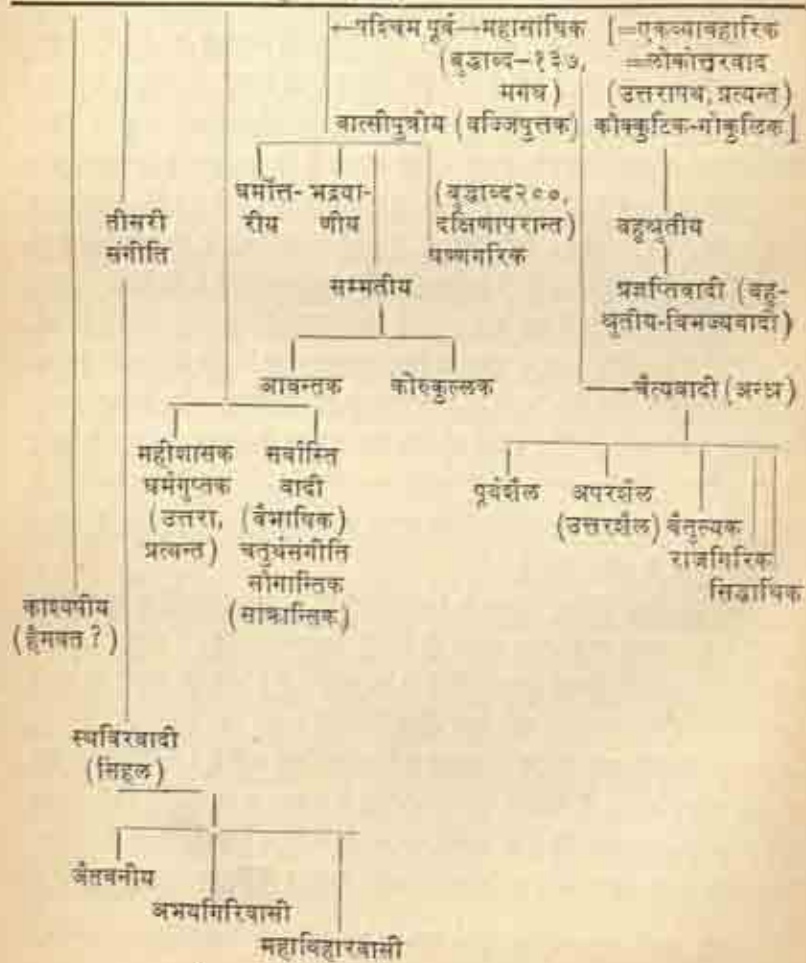 ←पश्चिम पूर्व→महासांघिक [=एकव्यावहारिक
(बुद्धाब्द–१३७, =लोकोत्तरवाद
मगध) (उत्तरापथ, प्रत्यन्त)
वात्सीपुत्रीय (वज्जिपुत्तक) कौक्कुटिक-गोकुलिक]
धर्मोत्त- भद्रया- (बुद्धाब्द२००,
तीसरी रीय णीय दक्षिणापरान्त) बहुश्रुतीय
संगीति षण्णगरिक
सम्मतीय प्रज्ञप्तिवादी (बहु-
श्रुतीय-विभज्यवादी)
आवन्तक कौरुकुल्लक चैत्यवादी (अन्ध्र)
महीशासक सर्वास्ति
धर्मगुप्तक वादी पूर्वशैल अपरशैल
(उत्तरा, (वैभाषिक) (उत्तरशैल) वैतुल्यक
प्रत्यन्त) चतुर्थसंगीति राजगिरिक
सौगान्तिक सिद्धार्थिक
काश्यपीय (सांक्रान्तिक)
(हैमवत ?)
स्थविरवादी
(सिंहल)
जेतवनीय
अभयगिरिवासी
महाविहारवासी